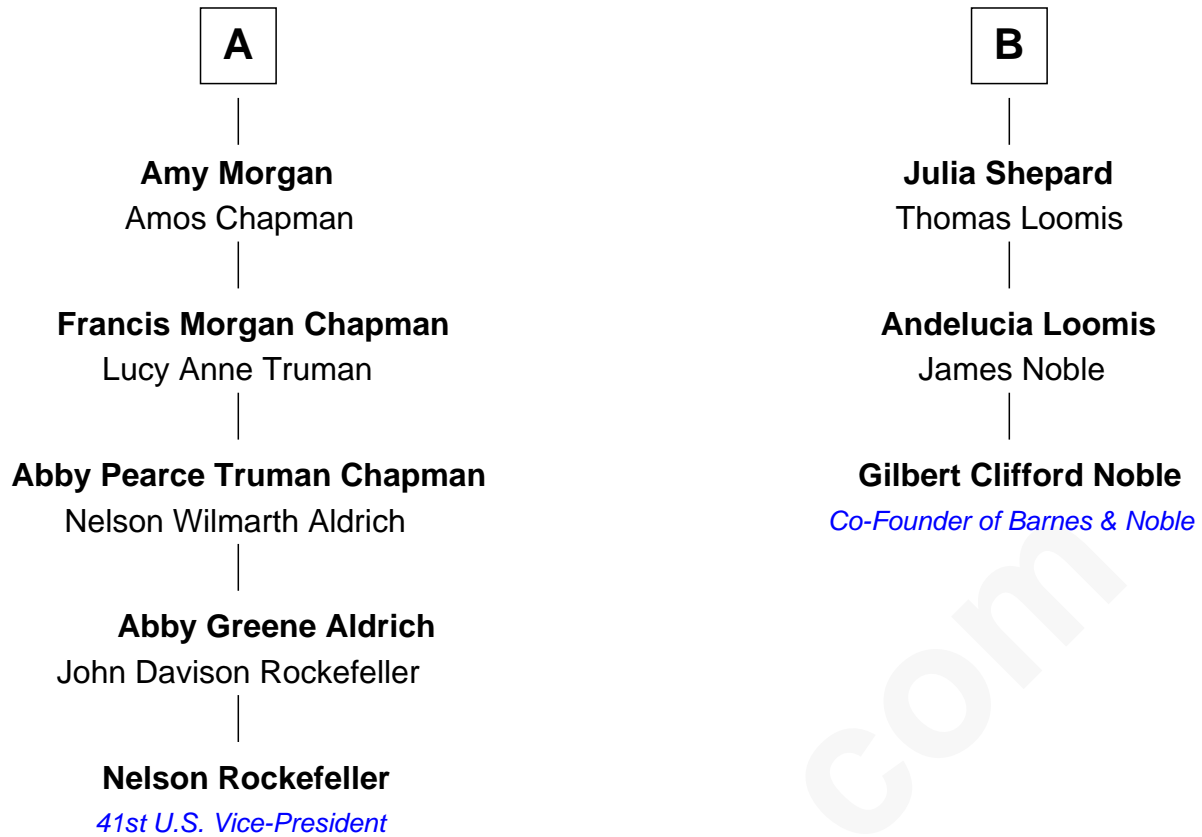 A
Amy Morgan
Amos Chapman
Francis Morgan Chapman
Lucy Anne Truman
Abby Pearce Truman Chapman
Nelson Wilmarth Aldrich
Abby Greene Aldrich
John Davison Rockefeller
Nelson Rockefeller
41st U.S. Vice-President
B
Julia Shepard
Thomas Loomis
Andelucia Loomis
James Noble
Gilbert Clifford Noble
Co-Founder of Barnes & Noble
com